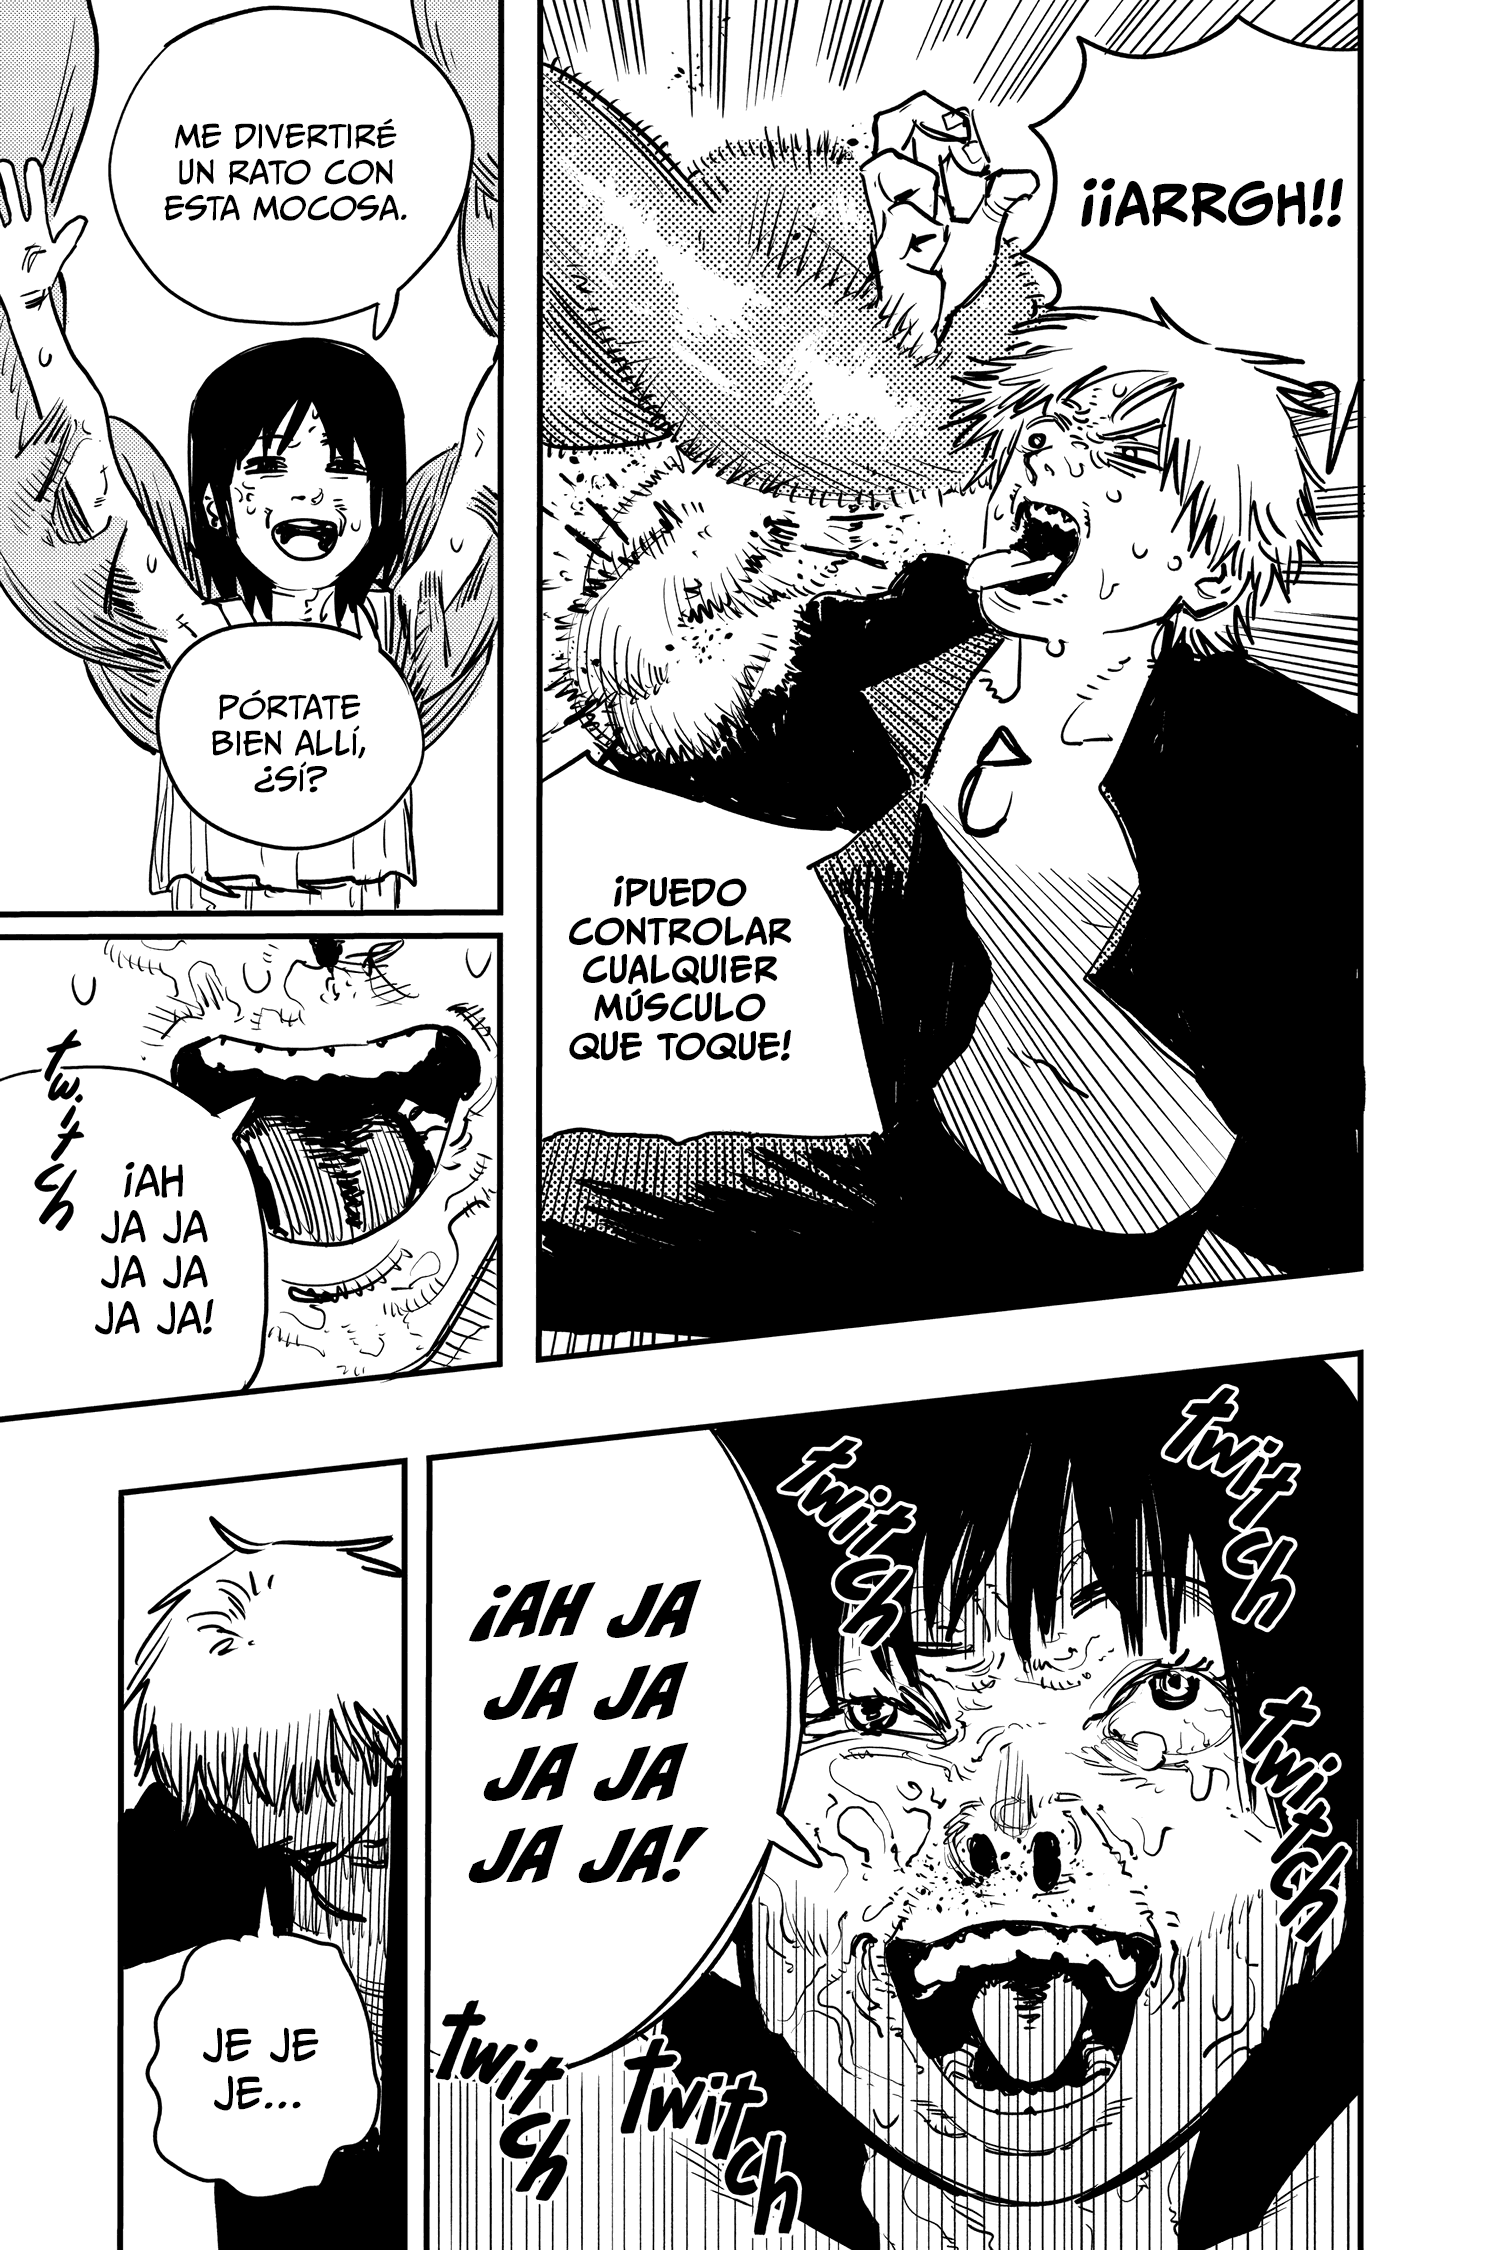 ¡¡ARRGH!!
¡PUEDO
CONTROLAR
CUALQUIER
MÚSCULO
QUE TOQUE!
ME DIVERTIRÉ
UN RATO CON
ESTA MOCOSA.
PÓRTATE
BIEN ALLÍ,
¿SÍ?
twitch
¡AH
JA JA
JA JA
JA JA!
twitch
twitch
twitch
¡AH JA
JA JA
JA JA
JA JA!
twitch
twitch
JE JE
JE...